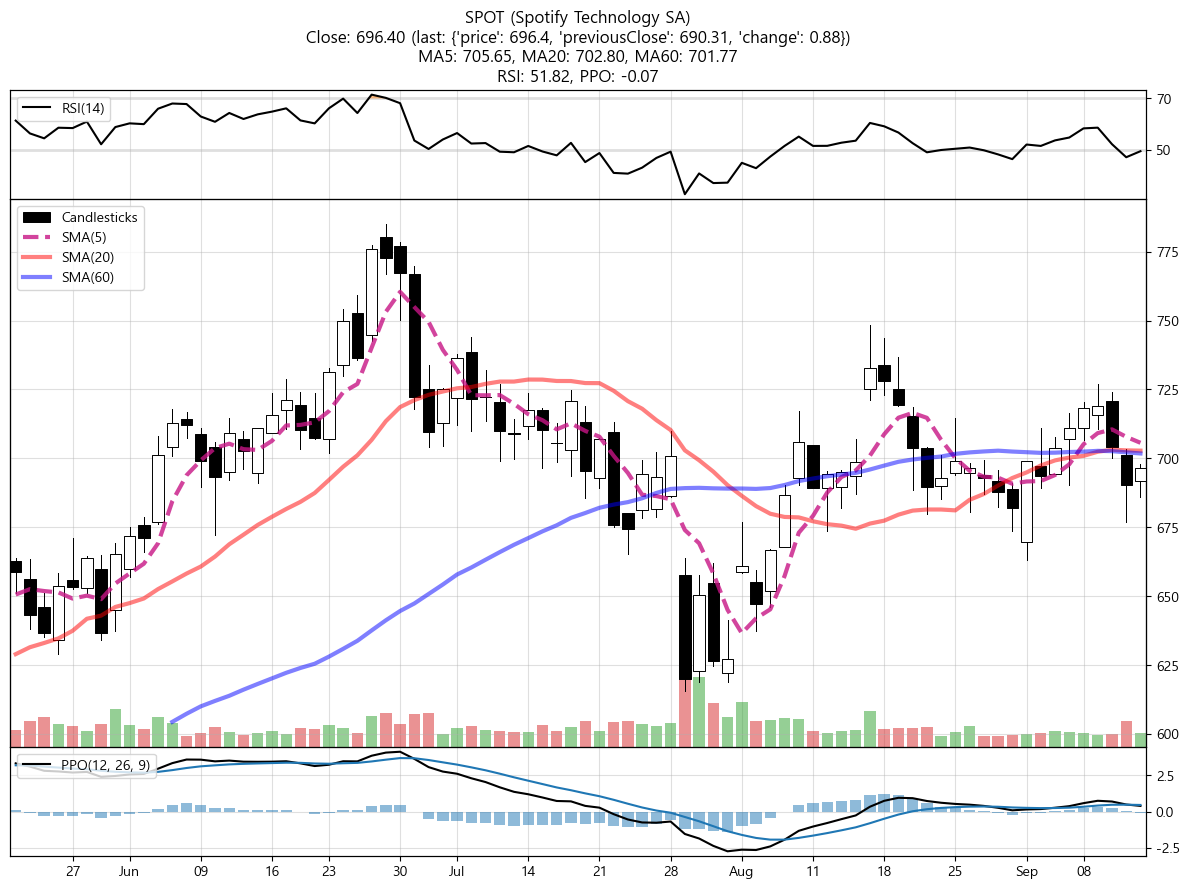 SPOT (Spotify Technology SA)
Close: 696.40 (last: {'price': 696.4, 'previousClose': 690.31, 'change': 0.88})
MA5: 705.65, MA20: 702.80, MA60: 701.77
RSI: 51.82, PPO: -0.07
RSI(14)
70
50
Candlesticks
SMA(5)
SMA(20)
SMA(60)
775
750
725
700
675
650
625
600
PPO(12, 26, 9)
2.5
0.0
−2.5
27 Jun 09 16 23 30 Jul 14 21 28 Aug 11 18 25 Sep 08